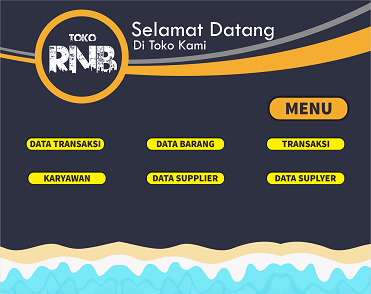 TOKO
RNB
Selamat Datang
Di Toko Kami
MENU
DATA TRANSAKSI
DATA BARANG
TRANSAKSI
KARYAWAN
DATA SUPPLIER
DATA SUPLYER